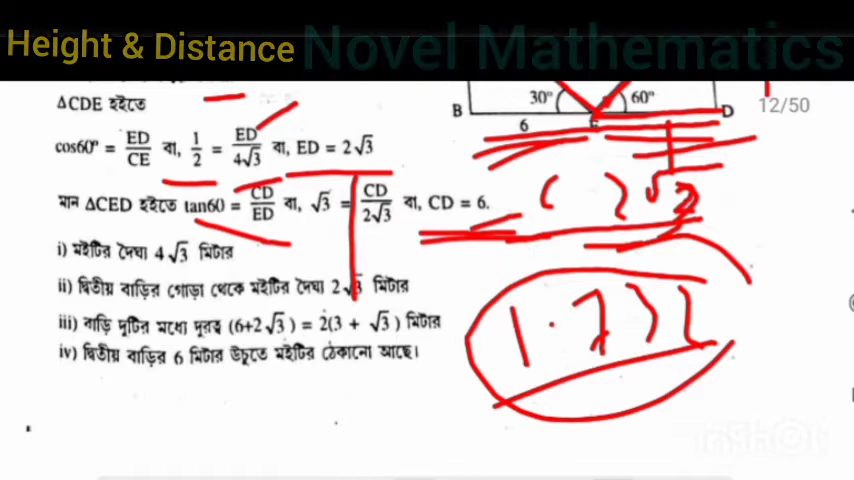 Height & Distance Novel Mathematics
ΔCDE হইতে
B 30° 60° D
6
12/50
cos60° = ED/CE বা, 1/2 = ED/4√3 বা, ED = 2√3
মান ΔCED হইতে tan60 = CD/ED বা, √3 = CD/2√3 বা, CD = 6.
i) মইটির দৈঘ্য 4√3 মিটার
ii) দ্বিতীয় বাড়ির গোড়া থেকে মইটির দৈঘ্য 2√3 মিটার
iii) বাড়ি দুটির মধ্যে দূরত্ব (6+2√3) = 2(3 + √3) মিটার
iv) দ্বিতীয় বাড়ির 6 মিটার উচুতে মইটির ঠেকানো আছে।
1.732